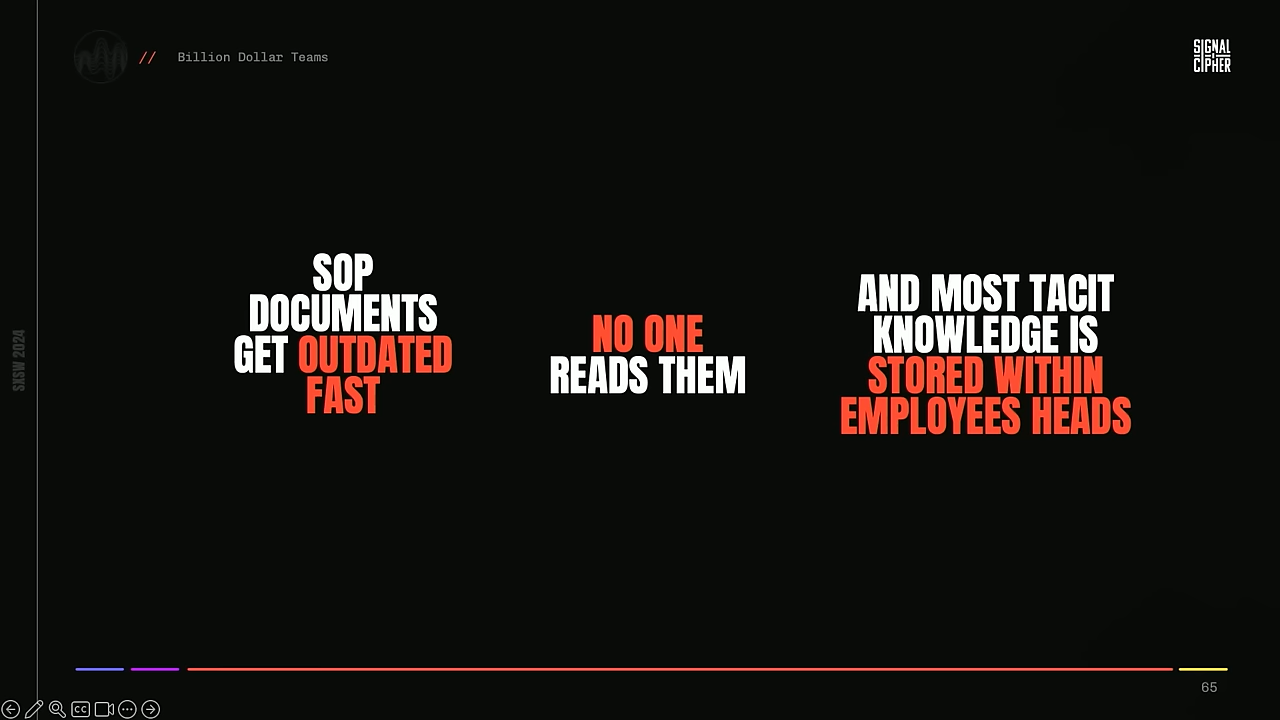 // Billion Dollar Teams
SIGNAL
CIPHER
SXSW 2024
SOP
DOCUMENTS
GET OUTDATED
FAST
NO ONE
READS THEM
AND MOST TACIT
KNOWLEDGE IS
STORED WITHIN
EMPLOYEES HEADS
65
CC